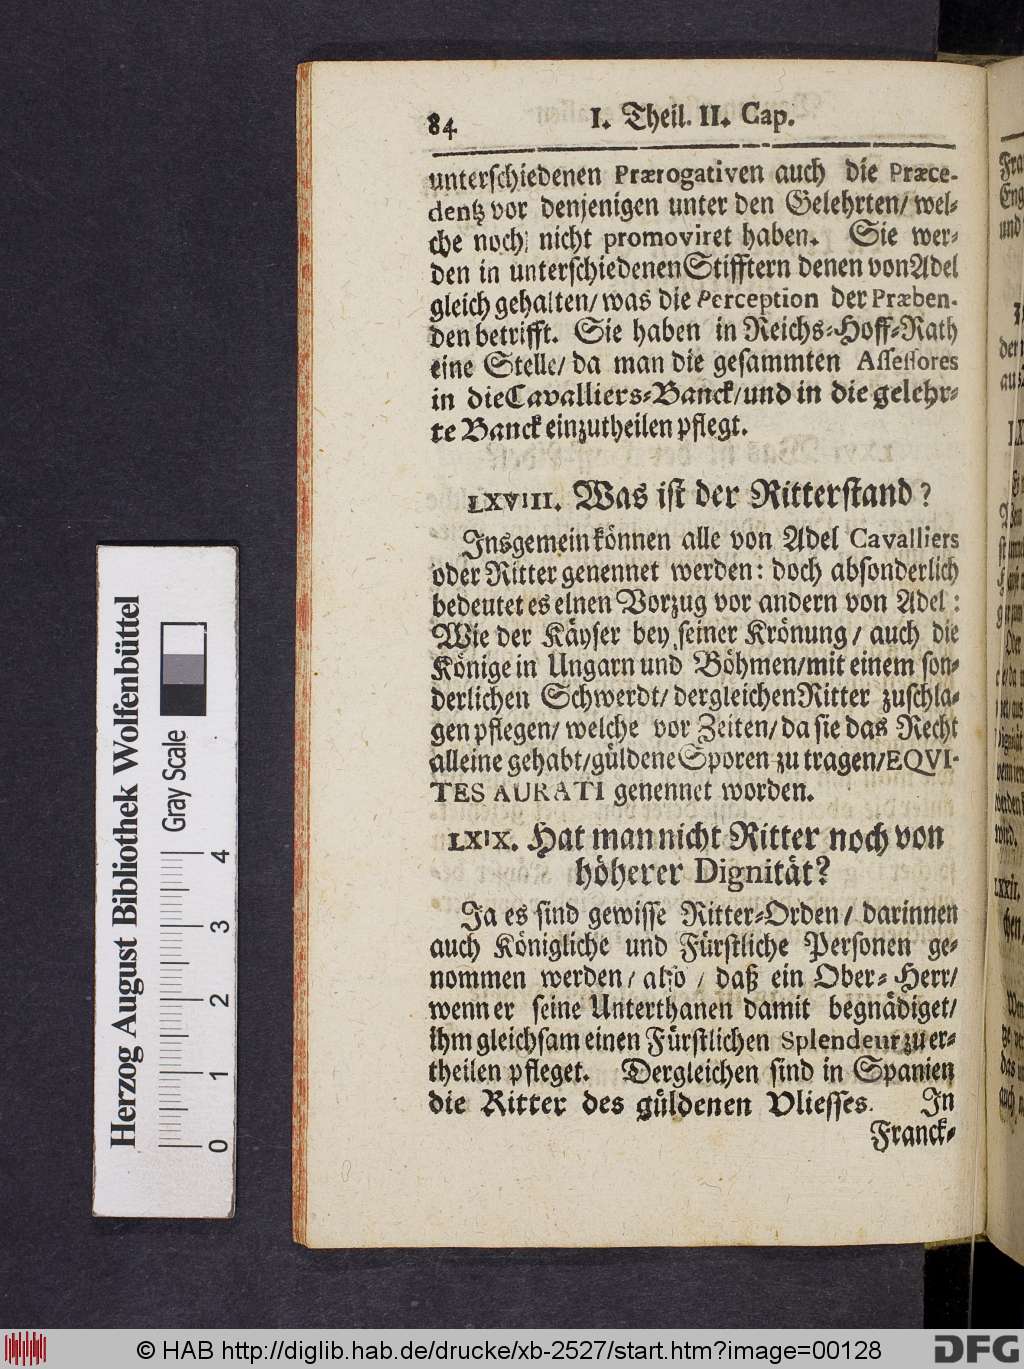 84 I. Theil. II. Cap.
unterschiedenen Prærogativen auch die Præce-
dentz vor denjenigen unter den Gelehrten/ wel-
che noch nicht promoviret haben. Sie wer-
den in unterschiedenen Stifftern denen von Adel
gleich gehalten/ was die Perception der Præben-
den betrifft. Sie haben in Reichs-Hoff-Rath
eine Stelle/ da man die gesammten Assessores
in die Cavalliers-Banck/ und in die gelehr-
te Banck einzutheilen pflegt.
LXVIII. Was ist der Ritterstand?
Insgemein können alle von Adel Cavalliers
oder Ritter genennet werden: doch absonderlich
bedeutet es einen Vorzug vor andern von Adel:
Wie der Käyser bey seiner Krönung/ auch die
Könige in Ungarn und Böhmen/ mit einem son-
derlichen Schwerdt/ dergleichen Ritter zuschla-
gen pflegen/ welche vor Zeiten/ da sie das Recht
alleine gehabt/ güldene Sporen zu tragen/ EQVI-
TES AURATI genennet worden.
LXIX. Hat man nicht Ritter noch von
höherer Dignität?
Ja es sind gewisse Ritter-Orden/ darinnen
auch Königliche und Fürstliche Personen ge-
nommen werden/ also/ daß ein Ober-Herr/
wenn er seine Unterthanen damit begnädiget/
ihm gleichsam einen Fürstlichen Splendeur zu er-
theilen pfleget. Dergleichen sind in Spanien
die Ritter des güldenen Vliesses. In
Franck-
Herzog August Bibliothek Wolfenbüttel
Gray Scale
0 1 2 3 4
© HAB http://diglib.hab.de/drucke/xb-2527/start.htm?image=00128
DFG